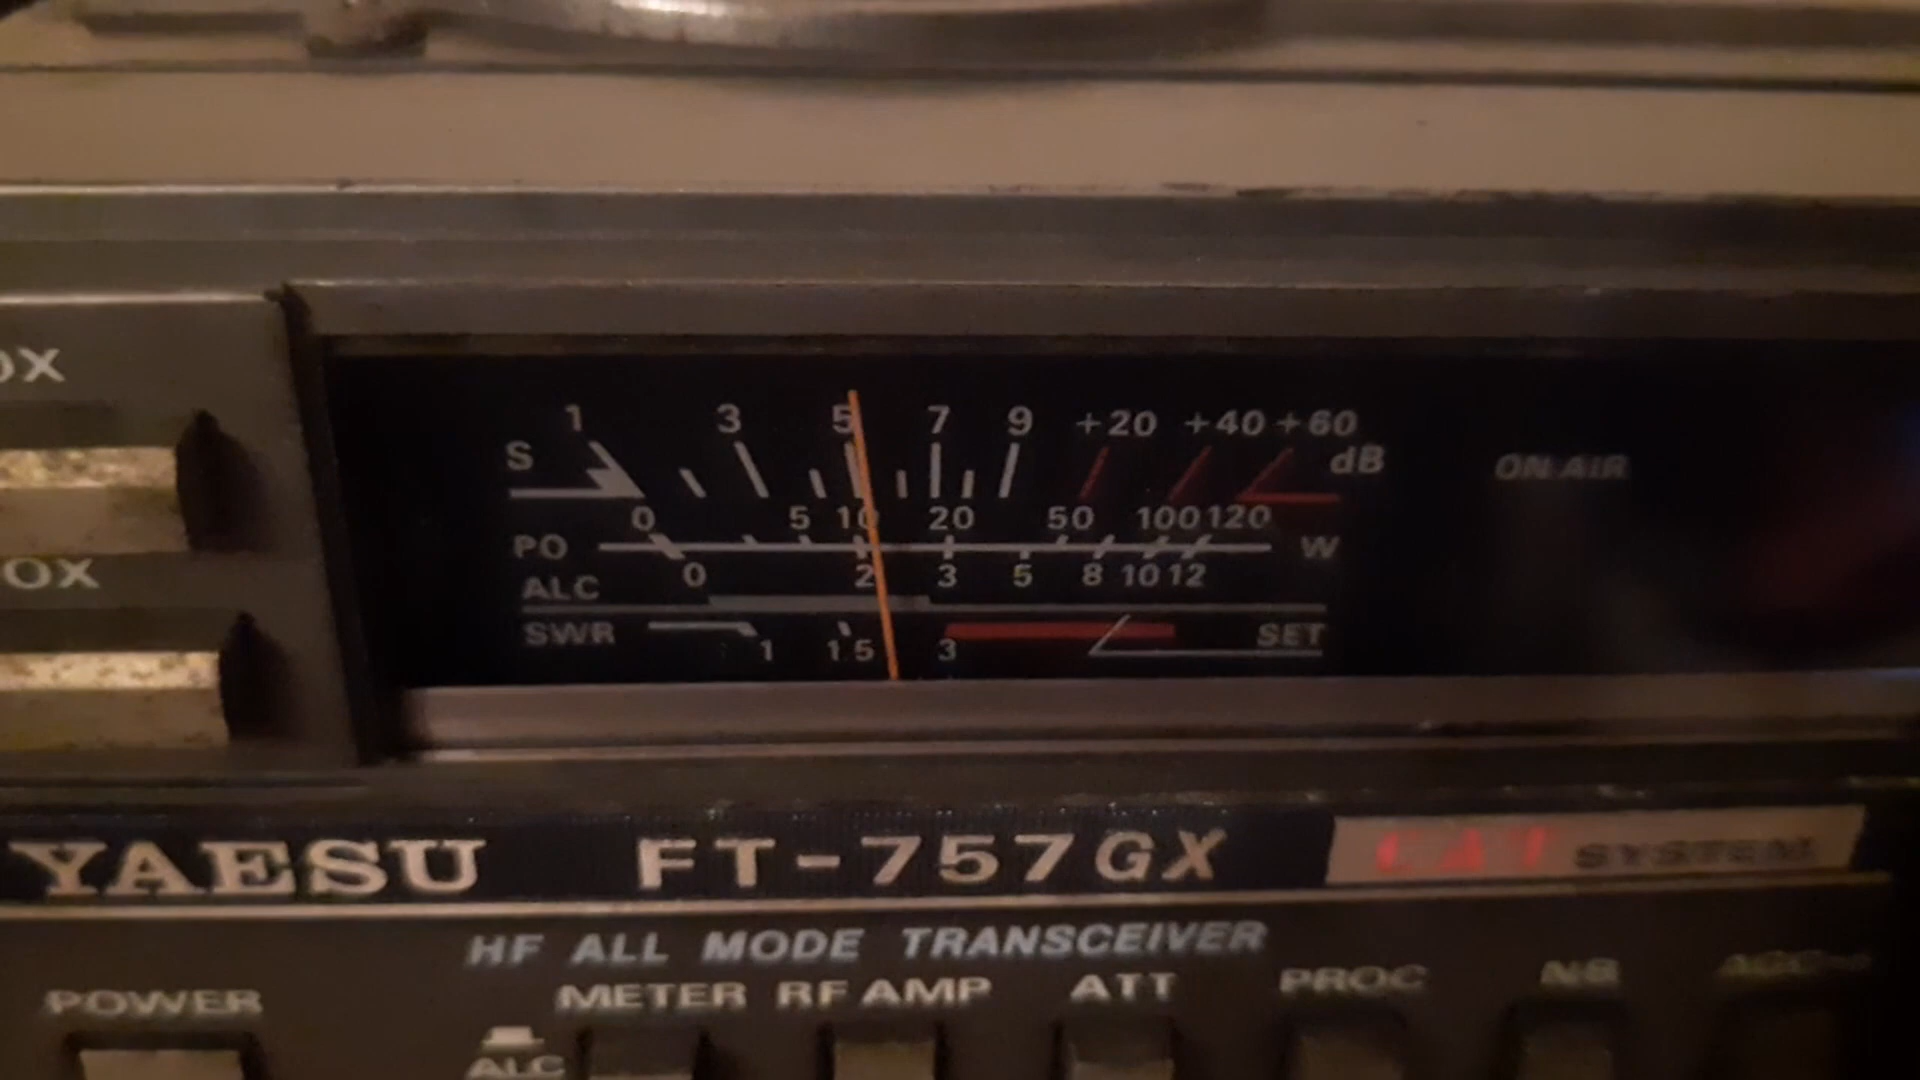 OX
1 3 5 7 9 +20 +40 +60
S dB
ON AIR
0 5 10 20 50 100 120
PO W
0 2 3 5 8 10 12
ALC
OX
SWR SET
1 1.5 3
YAESU FT-757GX CAT SYSTEM
HF ALL MODE TRANSCEIVER
POWER METER RF AMP ATT PROC NB
ALC